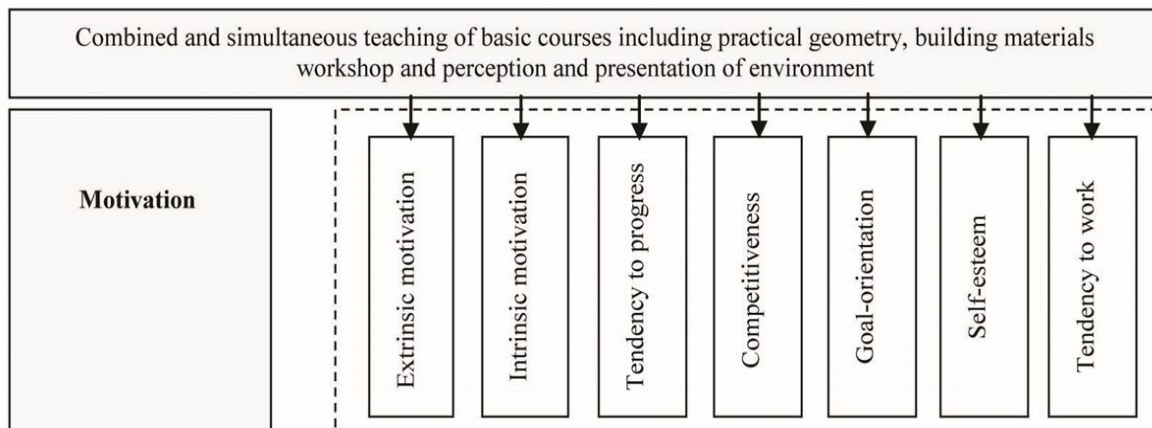 Combined and simultaneous teaching of basic courses including practical geometry, building materials
workshop and perception and presentation of environment
Motivation
Extrinsic motivation
Intrinsic motivation
Tendency to progress
Competitiveness
Goal-orientation
Self-esteem
Tendency to work